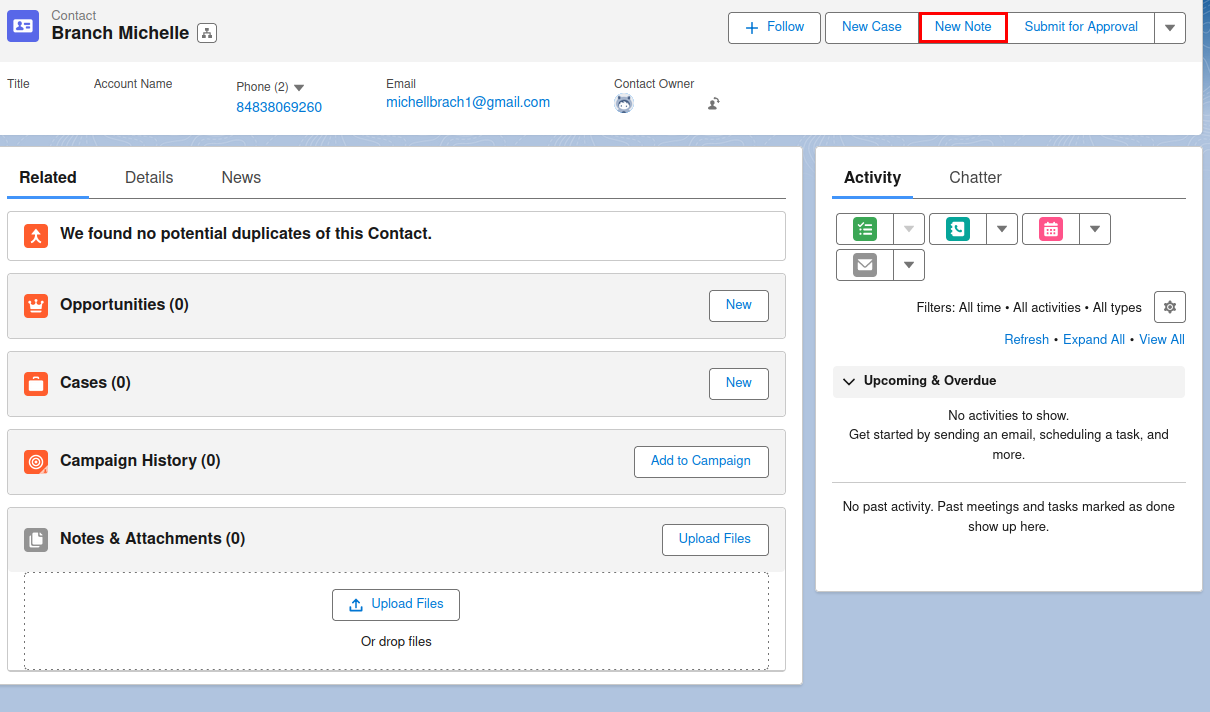 Contact
Branch Michelle
Follow
New Case
New Note
Submit for Approval
Title
Account Name
Phone (2)
84838069260
Email
michellbrach1@gmail.com
Contact Owner
Related
Details
News
We found no potential duplicates of this Contact.
Opportunities (0)
New
Cases (0)
New
Campaign History (0)
Add to Campaign
Notes & Attachments (0)
Upload Files
Upload Files
Or drop files
Activity
Chatter
Filters: All time • All activities • All types
Refresh • Expand All • View All
Upcoming & Overdue
No activities to show.
Get started by sending an email, scheduling a task, and
more.
No past activity. Past meetings and tasks marked as done
show up here.